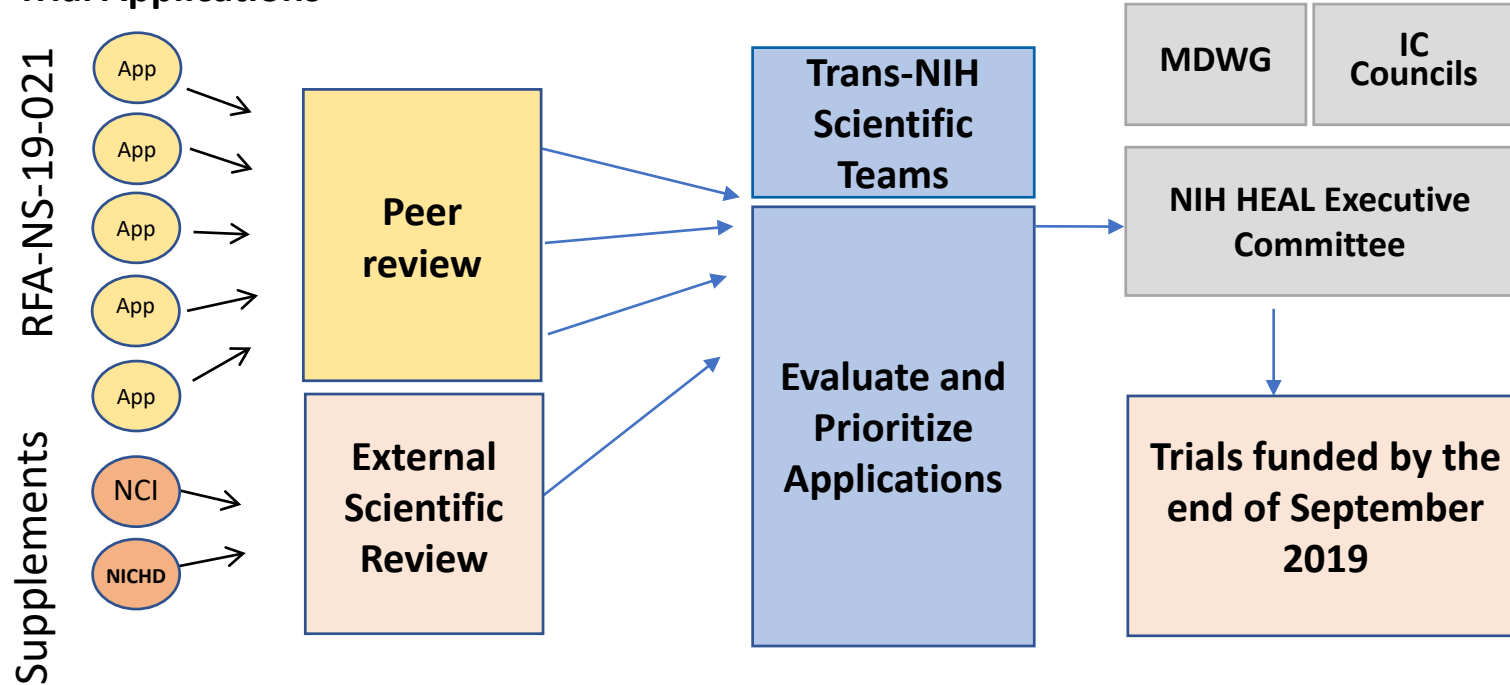 RFA-NS-19-021
App
App
App
App
App
Supplements
NCI
NICHD
Peer
review
External
Scientific
Review
Trans-NIH
Scientific
Teams
Evaluate and
Prioritize
Applications
MDWG
IC
Councils
NIH HEAL Executive
Committee
Trials funded by the
end of September
2019